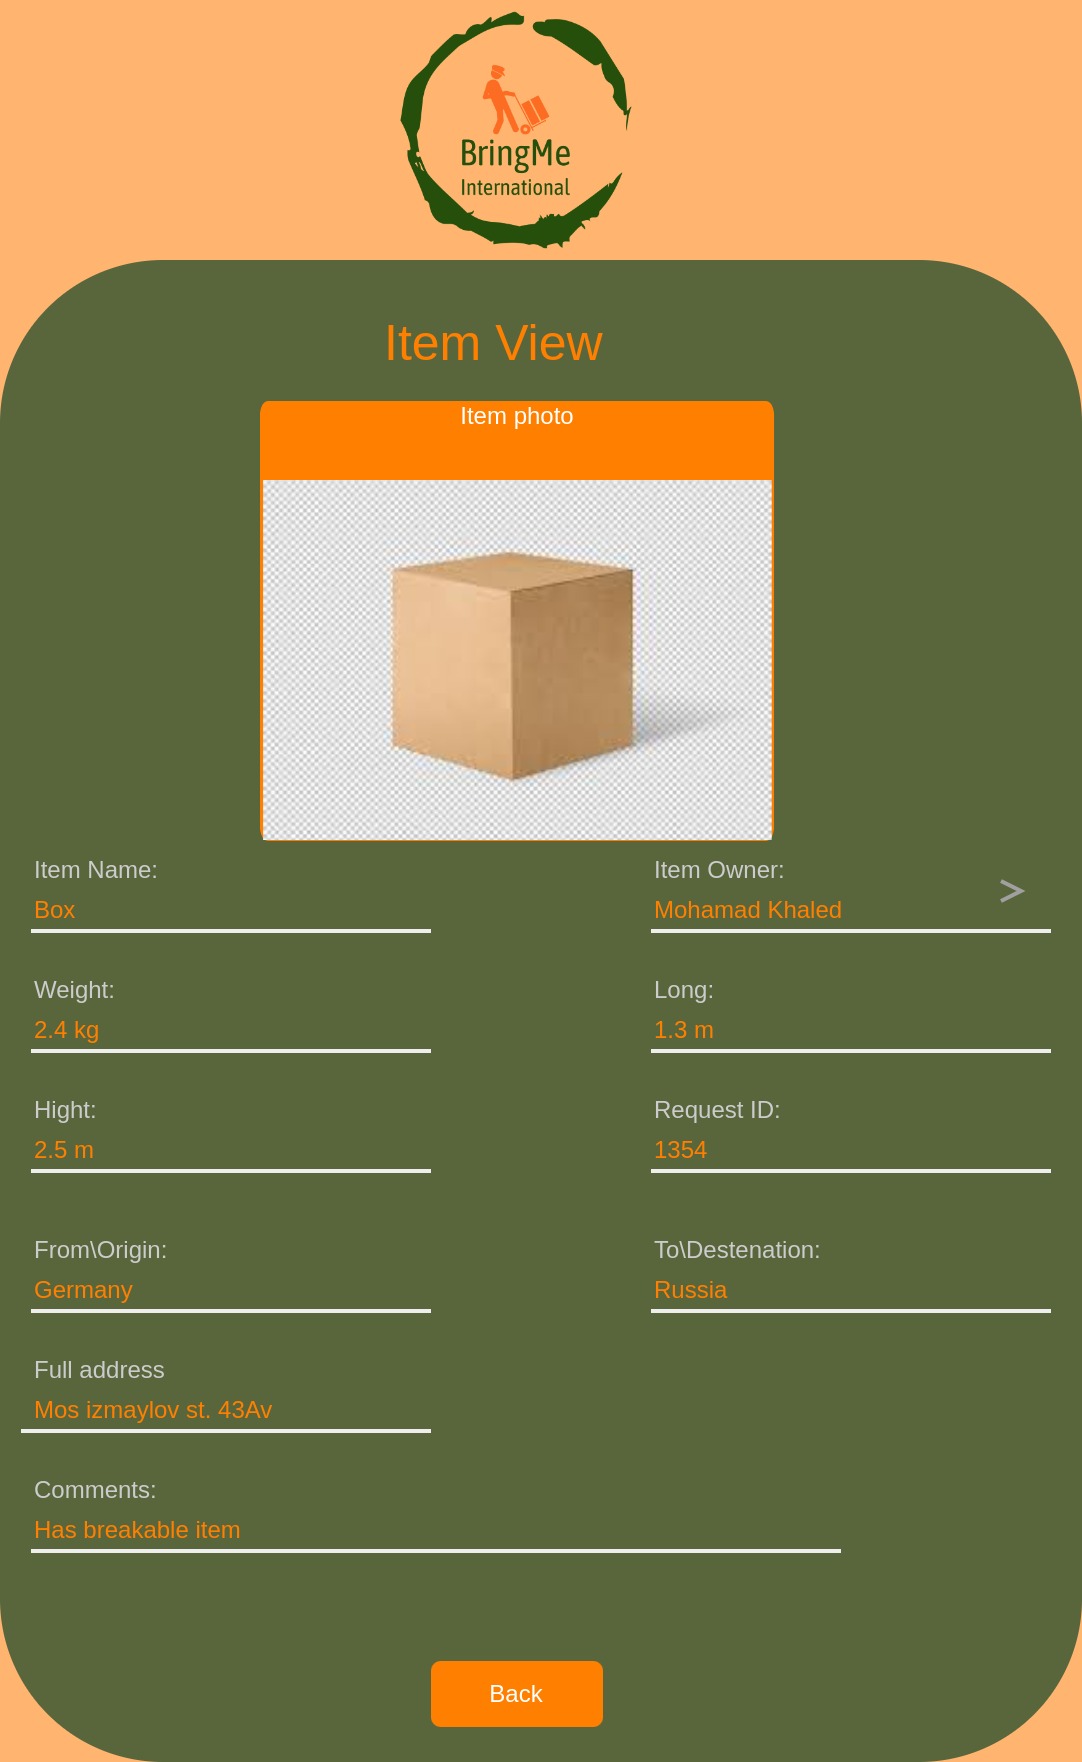 BringMe
International
Item View
Item photo
Item Name:
Box
Item Owner:
Mohamad Khaled
>
Weight:
2.4 kg
Long:
1.3 m
Hight:
2.5 m
Request ID:
1354
From\Origin:
Germany
To\Destenation:
Russia
Full address
Mos izmaylov st. 43Av
Comments:
Has breakable item
Back